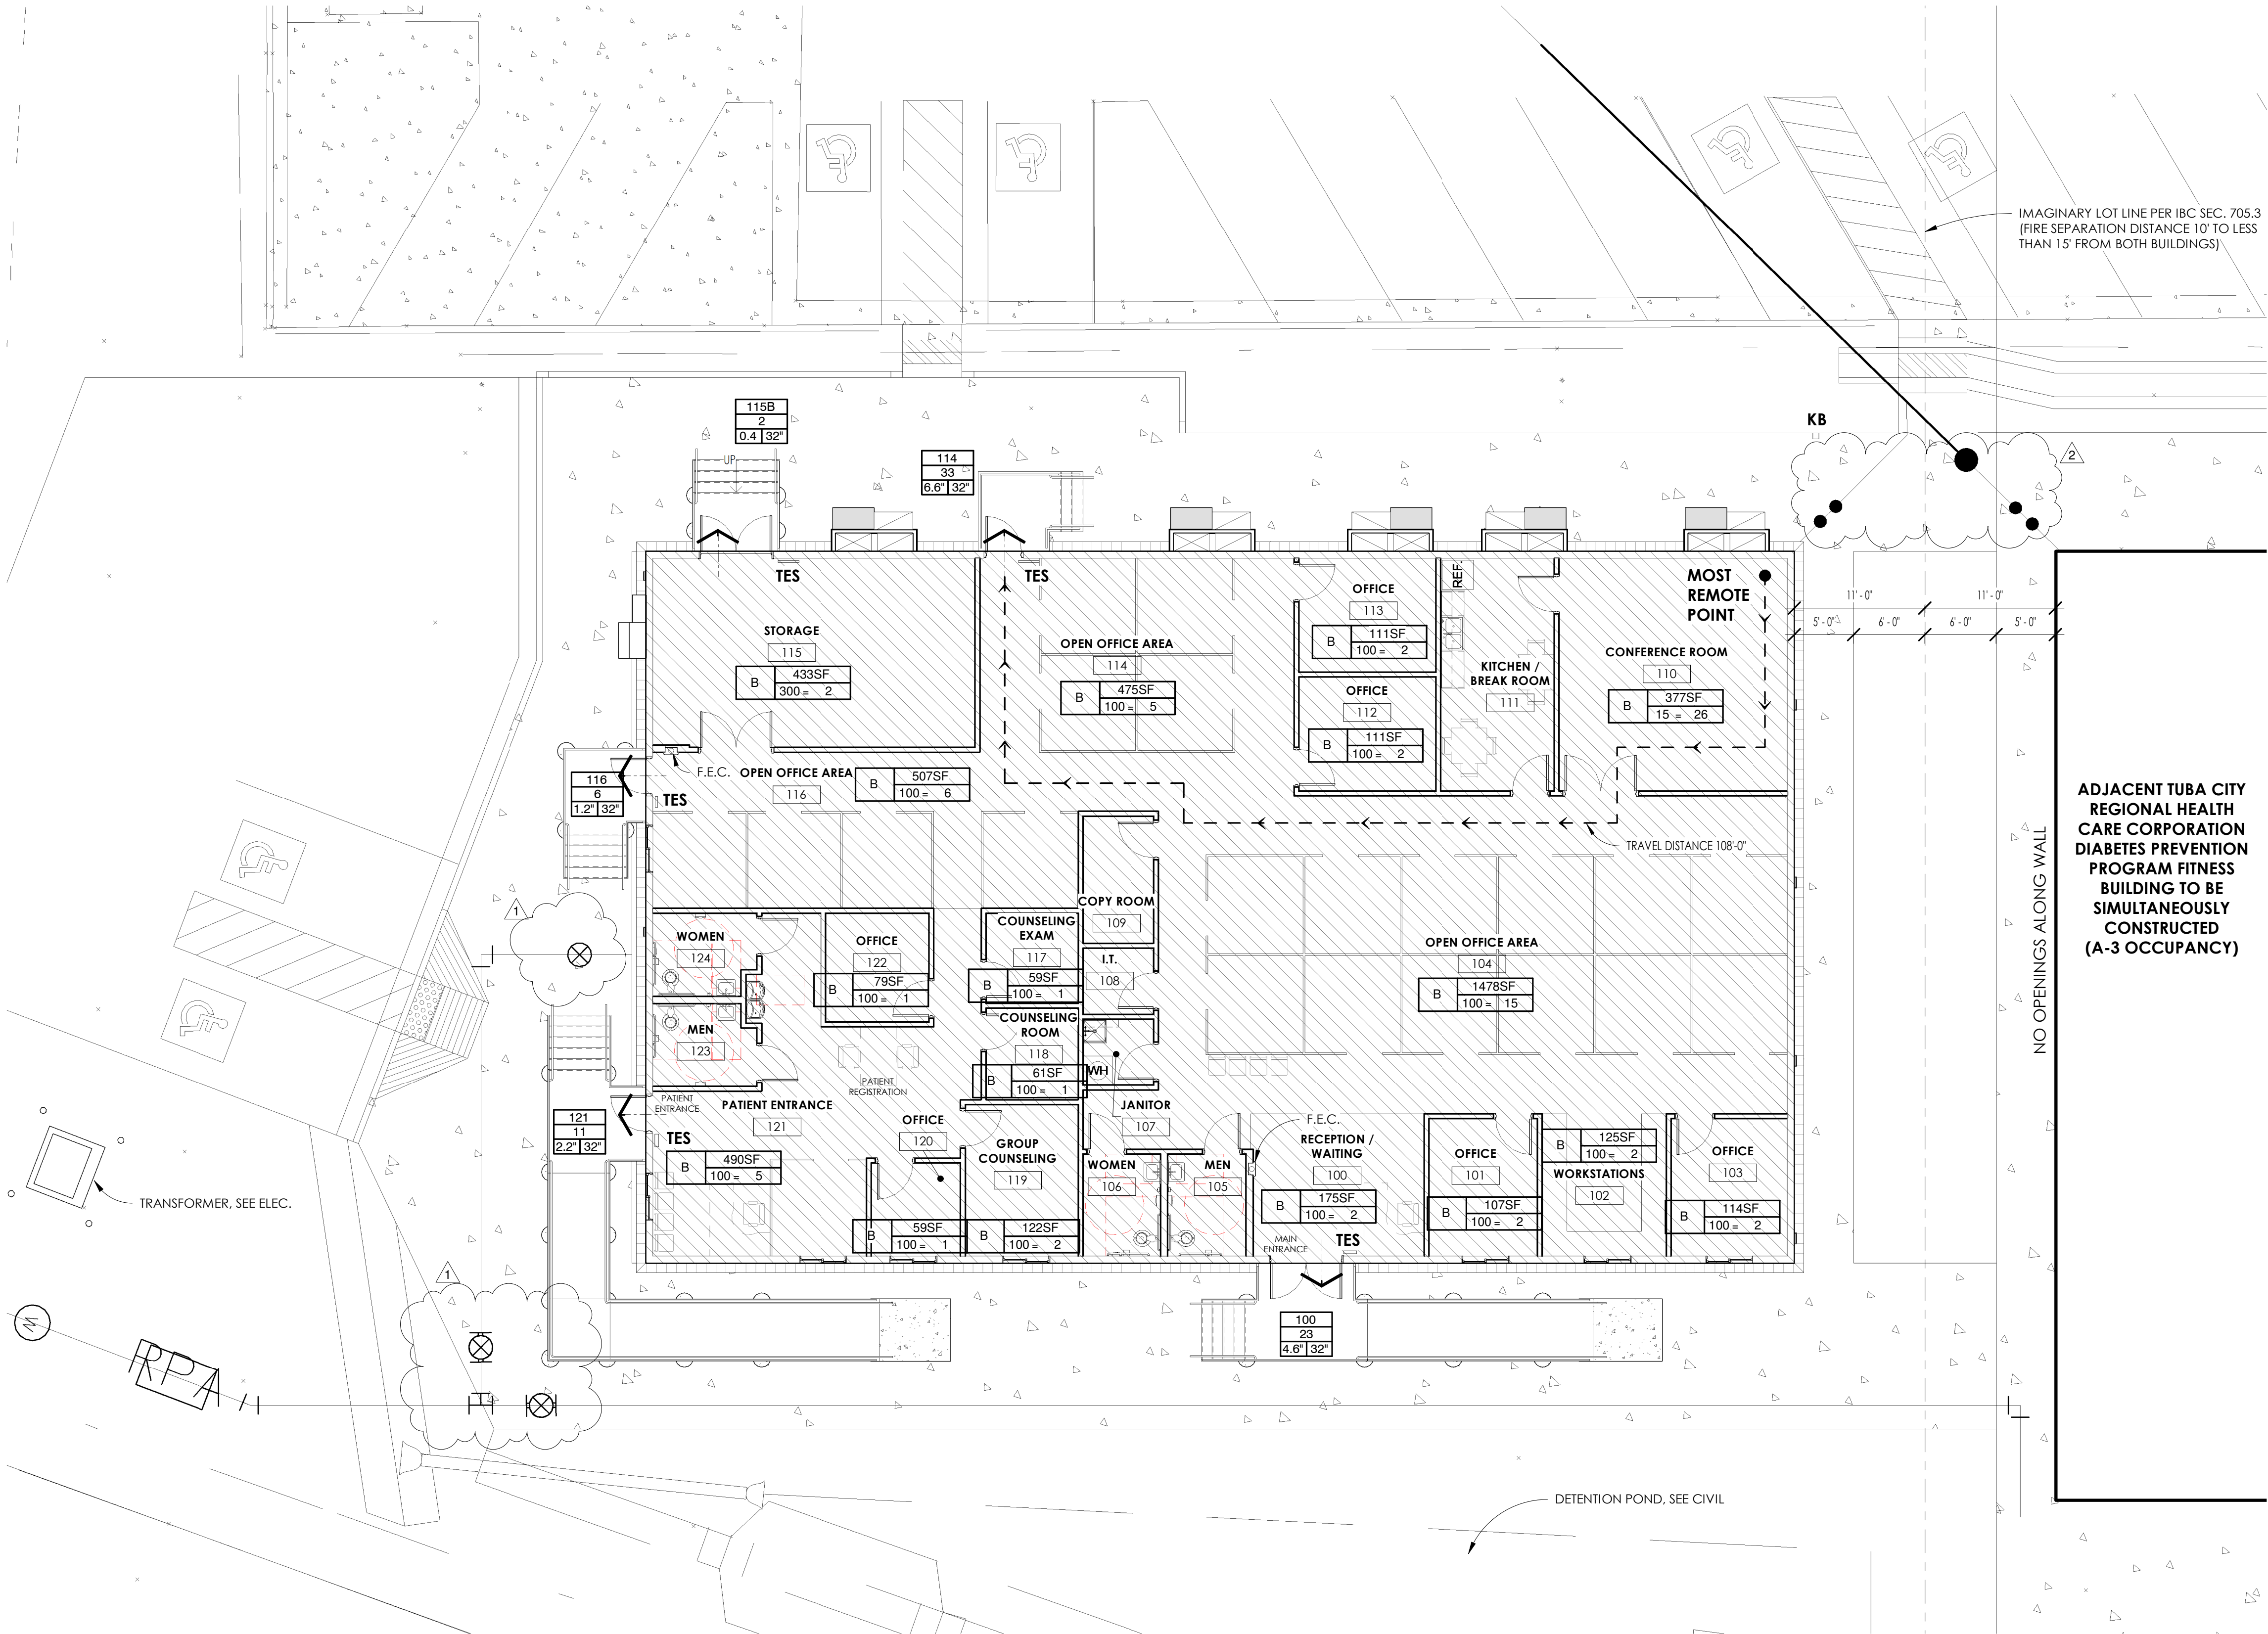 IMAGINARY LOT LINE PER IBC SEC. 705.3
(FIRE SEPARATION DISTANCE 10' TO LESS
THAN 15' FROM BOTH BUILDINGS)
115B
2
0.4 32"
UP
114
33
6.6" 32"
KB
2
TES
TES
MOST
REMOTE
POINT
11' - 0"
11' - 0"
5' - 0"
6' - 0"
6' - 0"
5' - 0"
STORAGE
115
B 433SF
300 = 2
OPEN OFFICE AREA
114
B 475SF
100 = 5
OFFICE
113
B 111SF
100 = 2
REF.
OFFICE
112
B 111SF
100 = 2
KITCHEN /
BREAK ROOM
111
CONFERENCE ROOM
110
B 377SF
15 = 26
116
6
1.2" 32"
TES
F.E.C.
OPEN OFFICE AREA
116
B 507SF
100 = 6
TRAVEL DISTANCE 108'-0"
1
WOMEN
124
MEN
123
OFFICE
122
B 79SF
100 = 1
COUNSELING
EXAM
117
B 59SF
100 = 1
COUNSELING
ROOM
118
B 61SF
100 = 1
COPY ROOM
109
I.T.
108
WH
JANITOR
107
OPEN OFFICE AREA
104
B 1478SF
100 = 15
NO OPENINGS ALONG WALL
ADJACENT TUBA CITY
REGIONAL HEALTH
CARE CORPORATION
DIABETES PREVENTION
PROGRAM FITNESS
BUILDING TO BE
SIMULTANEOUSLY
CONSTRUCTED
(A-3 OCCUPANCY)
PATIENT
REGISTRATION
PATIENT
ENTRANCE
121
11
2.2" 32"
PATIENT ENTRANCE
121
TES
B 490SF
100 = 5
OFFICE
120
B 59SF
100 = 1
GROUP
COUNSELING
119
B 122SF
100 = 2
WOMEN
106
MEN
105
F.E.C.
RECEPTION /
WAITING
100
B 175SF
100 = 2
MAIN
ENTRANCE
TES
OFFICE
101
B 107SF
100 = 2
B 125SF
100 = 2
WORKSTATIONS
102
OFFICE
103
B 114SF
100 = 2
TRANSFORMER, SEE ELEC.
1
100
23
4.6" 32"
W
RPA
DETENTION POND, SEE CIVIL